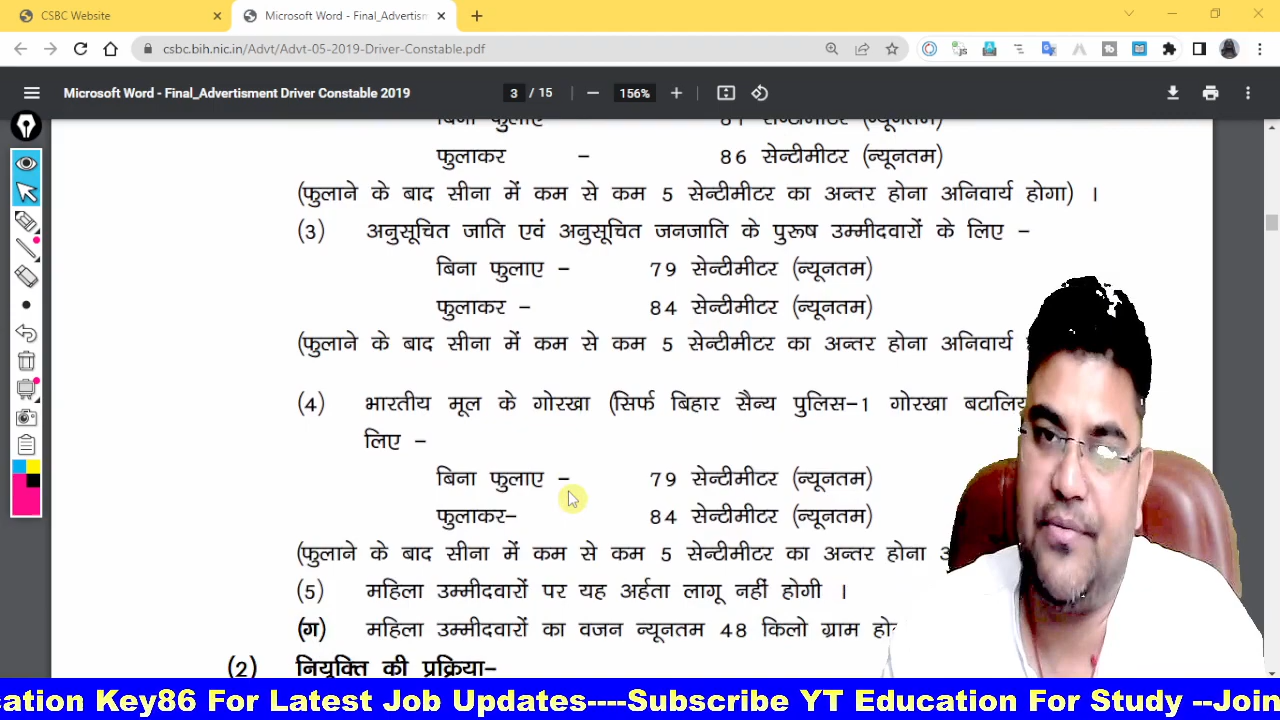 CSBC Website
Microsoft Word - Final_Advertism
csbc.bih.nic.in/Advt/Advt-05-2019-Driver-Constable.pdf
Microsoft Word - Final_Advertisment Driver Constable 2019
3 / 15
156%
बिना फुलाए सेन्टीमीटर (न्यूनतम)
फुलाकर - 86 सेन्टीमीटर (न्यूनतम)
(फुलाने के बाद सीना में कम से कम 5 सेन्टीमीटर का अन्तर होना अनिवार्य होगा) ।
(3) अनुसूचित जाति एवं अनुसूचित जनजाति के पुरूष उम्मीदवारों के लिए -
बिना फुलाए - 79 सेन्टीमीटर (न्यूनतम)
फुलाकर - 84 सेन्टीमीटर (न्यूनतम)
(फुलाने के बाद सीना में कम से कम 5 सेन्टीमीटर का अन्तर होना अनिवार्य
(4) भारतीय मूल के गोरखा (सिर्फ बिहार सैन्य पुलिस-1 गोरखा
लिए -
बिना फुलाए - 79 सेन्टीमीटर (न्यूनतम)
फुलाकर- 84 सेन्टीमीटर (न्यूनतम)
(फुलाने के बाद सीना में कम से कम 5 सेन्टीमीटर का अन्तर होना
(5) महिला उम्मीदवारों पर यह अर्हता लागू नहीं होगी ।
(ग) महिला उम्मीदवारों का वजन न्यूनतम 48 किलो ग्राम
(2) नियुक्ति की प्रक्रिया-
cation Key86 For Latest Job Updates----Subscribe YT Education For Study --Join